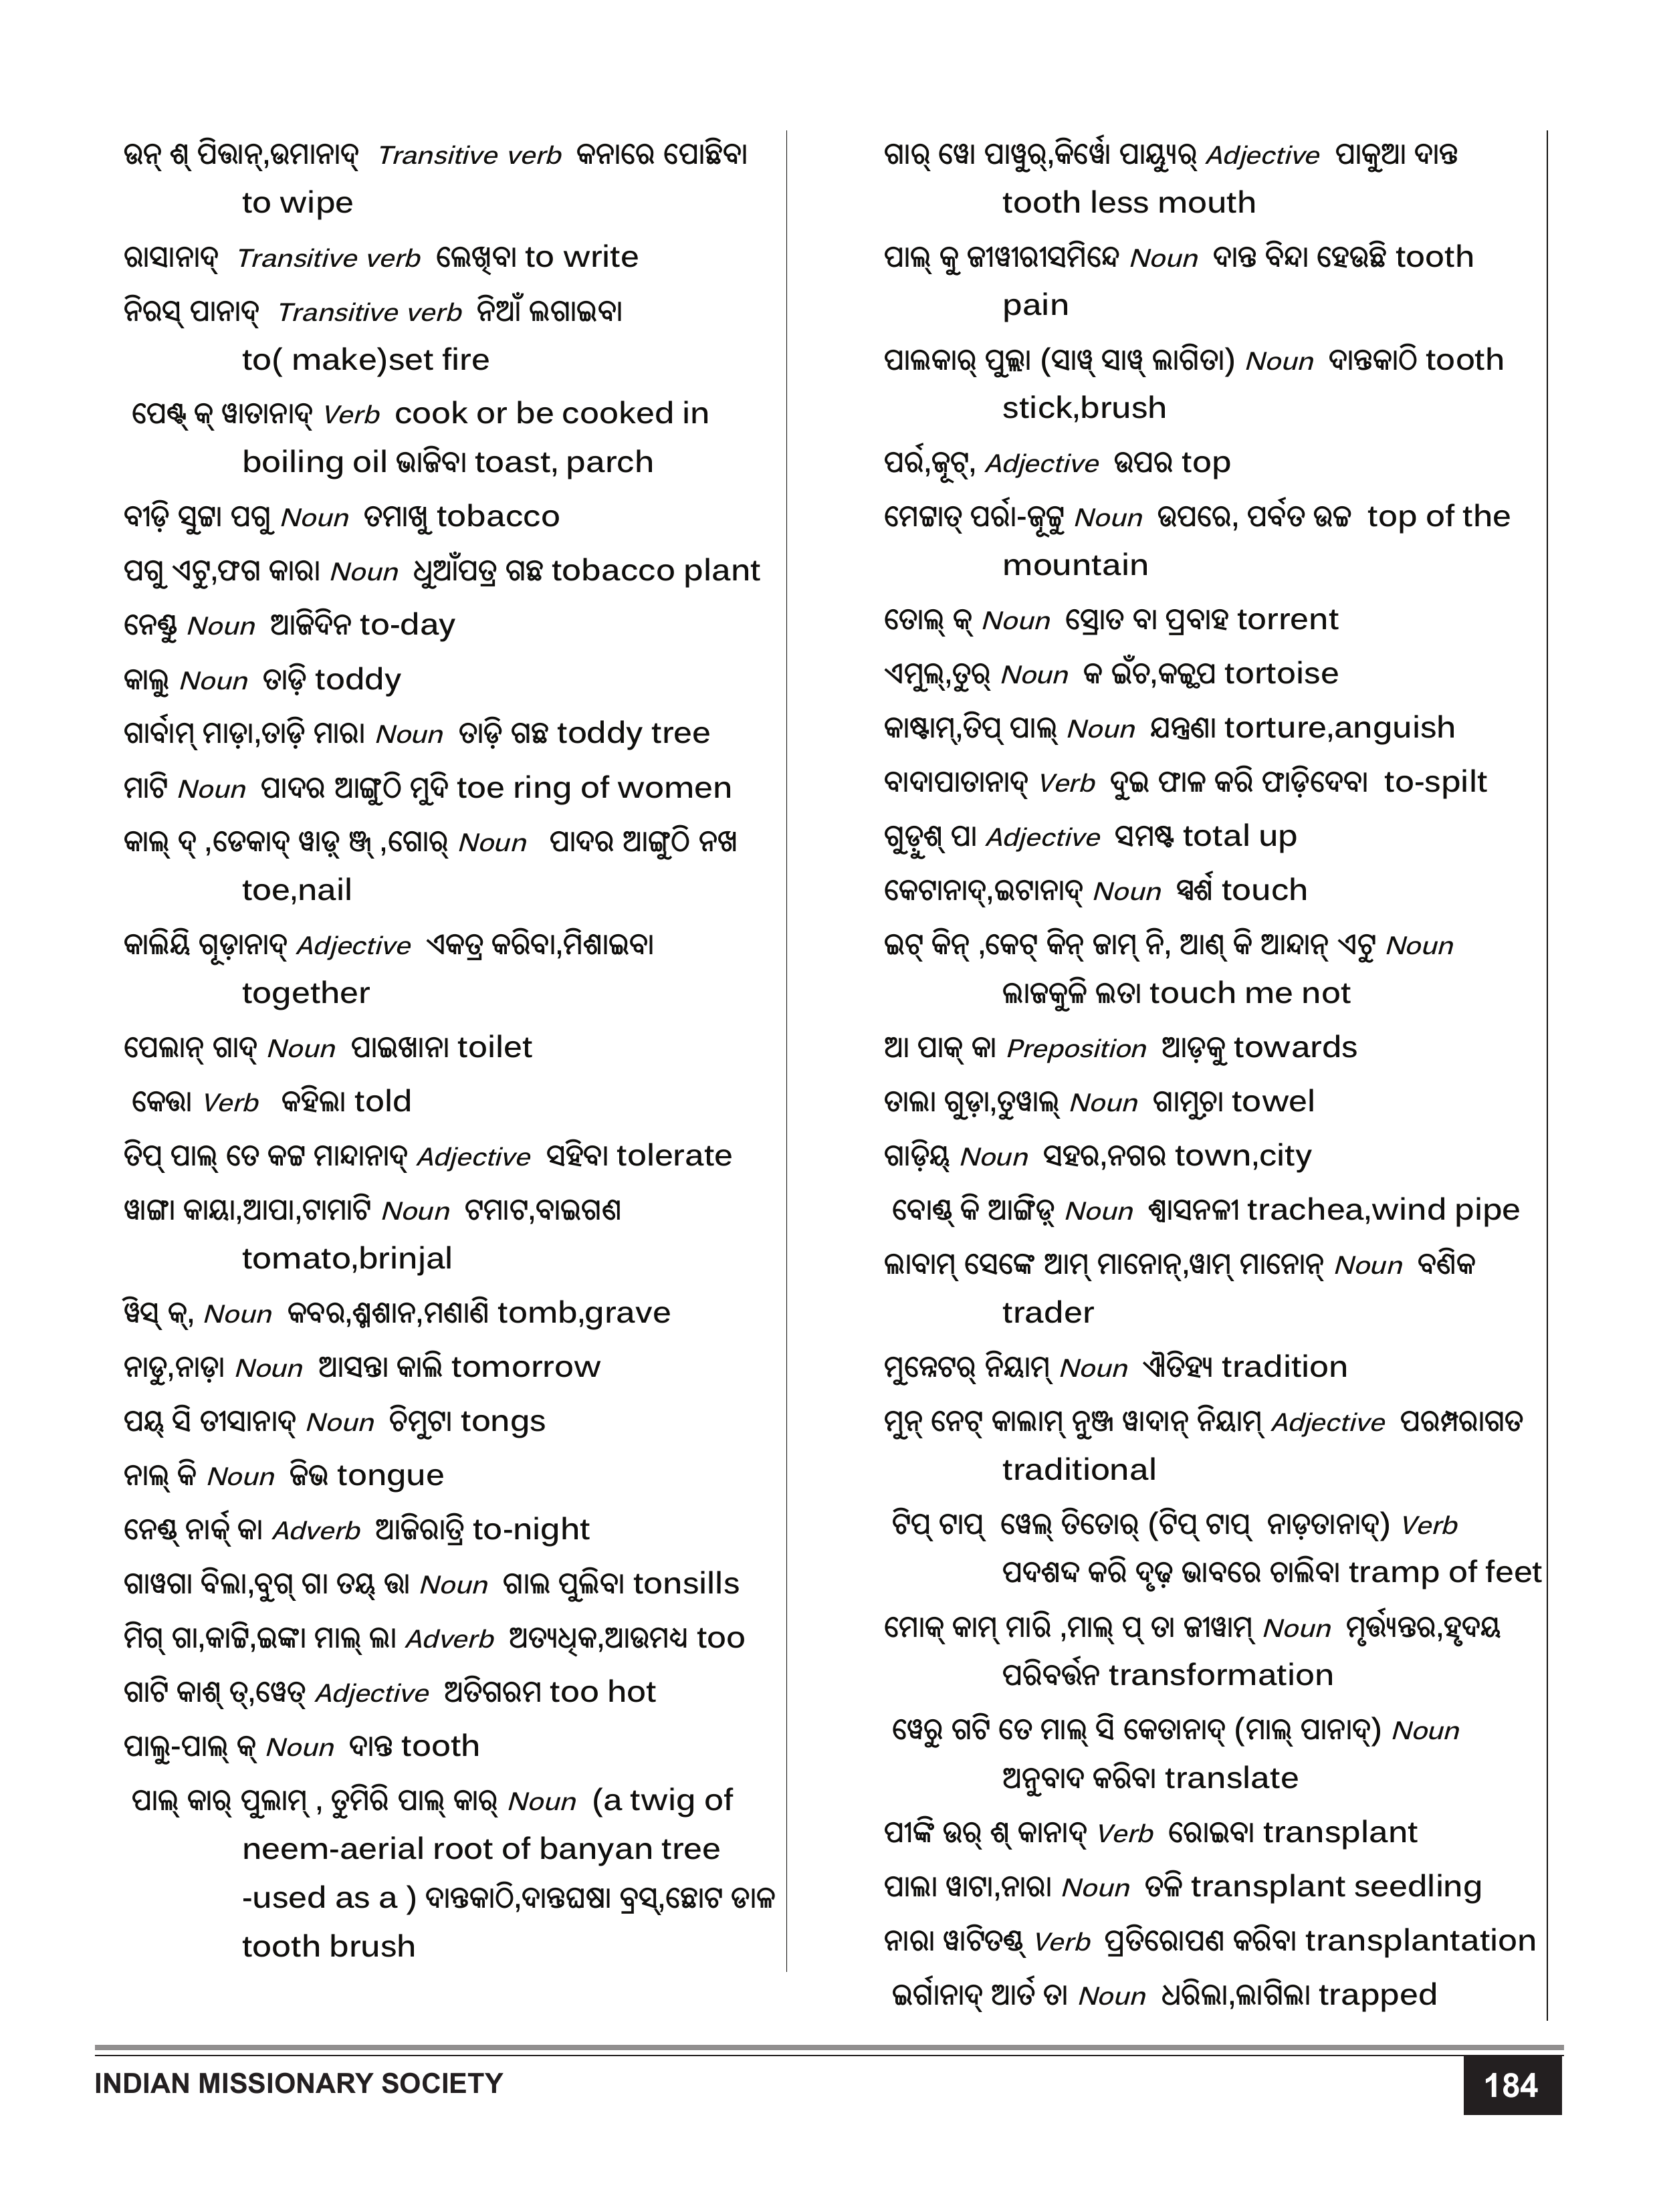 ଉନ୍ ଶ୍ ପିତ୍ତାନ୍,ଉମାନାଦ୍ Transitive verb କନାରେ ପୋଛିବା
to wipe
ରାସାନାଦ୍ Transitive verb ଲେଖିବା to write
ନିରସ୍ ପାନାଦ୍ Transitive verb ନିଆଁ ଲଗାଇବା
to( make)set fire
ପେଣ୍ଟ୍ କ୍ ୱାତାନାଦ୍ Verb cook or be cooked in
boiling oil ଭାଜିବା toast, parch
ବୀଡ଼ି ସୁଟ୍ଟା ପଗୁ Noun ତମାଖୁ tobacco
ପଗୁ ଏଟୁ,ଫଗ କାରା Noun ଧୁଆଁପତ୍ର ଗଛ tobacco plant
ନେଣ୍ଡୁ Noun ଆଜିଦିନ to-day
କାଲୁ Noun ତାଡ଼ି toddy
ଗାର୍ବାମ୍ ମାଡ଼ା,ତାଡ଼ି ମାରା Noun ତାଡ଼ି ଗଛ toddy tree
ମାଟି Noun ପାଦର ଆଙ୍ଗୁଠି ମୁଦି toe ring of women
କାଲ୍ ଦ୍ ,ଡେକାଦ୍ ୱାଡ଼୍ ଞ୍ଜ୍ ,ଗୋର୍ Noun ପାଦର ଆଙ୍ଗୁଠି ନଖ
toe,nail
କାଲିୟି ଗୂଡ଼ାନାଦ୍ Adjective ଏକତ୍ର କରିବା,ମିଶାଇବା
together
ପେଲାନ୍ ଗାଦ୍ Noun ପାଇଖାନା toilet
କେତ୍ତା Verb କହିଲା told
ତିପ୍ ପାଲ୍ ତେ କଟ୍ଟ ମାନ୍ଦାନାଦ୍ Adjective ସହିବା tolerate
ୱାଙ୍ଗା କାୟା,ଆପା,ଟାମାଟି Noun ଟମାଟ,ବାଇଗଣ
tomato,brinjal
ୱିସ୍ କ୍, Noun କବର,ଶ୍ମଶାନ,ମଶାଣି tomb,grave
ନାଡୁ,ନାଡ଼ା Noun ଆସନ୍ତା କାଲି tomorrow
ପୟ୍ ସି ତୀସାନାଦ୍ Noun ଚିମୁଟା tongs
ନାଲ୍ କି Noun ଜିଭ tongue
ନେଣ୍ଡ୍ ନାର୍କ୍ କା Adverb ଆଜିରାତ୍ରି to-night
ଗାୱଗା ବିଲା,ବୁଗ୍ ଗା ତୟ୍ ତ୍ତା Noun ଗାଲ ପୁଲିବା tonsills
ମିଗ୍ ଗା,କାଟ୍ଟି,ଇଙ୍କା ମାଲ୍ ଲା Adverb ଅତ୍ୟଧିକ,ଆଉମଧ୍ୟ too
ଗାଟି କାଶ୍ ତ୍,ୱେତ୍ Adjective ଅତିଗରମ too hot
ପାଲୁ-ପାଲ୍ କ୍ Noun ଦାନ୍ତ tooth
ପାଲ୍ କାର୍ ପୁଲାମ୍ , ତୁମିରି ପାଲ୍ କାର୍ Noun (a twig of
neem-aerial root of banyan tree
-used as a ) ଦାନ୍ତକାଠି,ଦାନ୍ତଘଷା ବ୍ରସ୍,ଛୋଟ ଡାଳ
tooth brush
ଗାର୍ ୱୋ ପାୱୁର୍,କିର୍ୱୋ ପାୟ୍ୟୁର୍ Adjective ପାକୁଆ ଦାନ୍ତ
tooth less mouth
ପାଲ୍ କୁ ଜୀୱୀରୀସମିନ୍ଦେ Noun ଦାନ୍ତ ବିନ୍ଧା ହେଉଛି tooth
pain
ପାଲକାର୍ ପୁଲ୍ଲା (ସାୱ୍ ସାୱ୍ ଲାଗିତା) Noun ଦାନ୍ତକାଠି tooth
stick,brush
ପର୍ର,ଜୂଟ୍, Adjective ଉପର top
ମେଟ୍ଟାତ୍ ପର୍ରା-ଜୂଟ୍ଟୁ Noun ଉପରେ, ପର୍ବତ ଉଚ୍ଚ top of the
mountain
ତୋଲ୍ କ୍ Noun ସ୍ରୋତ ବା ପ୍ରବାହ torrent
ଏମୁଲ୍,ତୁର୍ Noun କ ଇଁଚ,କଚ୍ଛପ tortoise
କାଷ୍ଟାମ୍,ତିପ୍ ପାଲ୍ Noun ଯନ୍ତ୍ରଣା torture,anguish
ବାଦାପାତାନାଦ୍ Verb ଦୁଇ ଫାଳ କରି ଫାଡ଼ିଦେବା to-spilt
ଗୁଡ଼ୁଶ୍ ପା Adjective ସମଷ୍ଟ total up
କେଟାନାଦ୍,ଇଟାନାଦ୍ Noun ସ୍ପର୍ଶ touch
ଇଟ୍ କିନ୍ ,କେଟ୍ କିନ୍ ଜାମ୍ ନି, ଆଣ୍ କି ଆନ୍ଦାନ୍ ଏଟୁ Noun
ଲାଜକୁଳି ଲତା touch me not
ଆ ପାକ୍ କା Preposition ଆଡ଼କୁ towards
ତାଲା ଗୁଡ଼ା,ତୁୱାଲ୍ Noun ଗାମୁଚ଼ା towel
ଗାଡ଼ିୟ୍ Noun ସହର,ନଗର town,city
ବୋଣ୍ଡ୍ କି ଆଙ୍ଗିଡ଼୍ Noun ଶ୍ୱାସନଳୀ trachea,wind pipe
ଲାବାମ୍ ସେଙ୍କେ ଆମ୍ ମାନୋନ୍,ୱାମ୍ ମାନୋନ୍ Noun ବଣିକ
trader
ମୁନ୍ନେଟର୍ ନିୟାମ୍ Noun ଐତିହ୍ୟ tradition
ମୁନ୍ ନେଟ୍ କାଲାମ୍ ନୁଞ୍ଜ ୱାଦାନ୍ ନିୟାମ୍ Adjective ପରମ୍ପରାଗତ
traditional
ଟିପ୍ ଟାପ୍ ୱେଲ୍ ତିତୋର୍ (ଟିପ୍ ଟାପ୍ ନାଡ଼ତାନାଦ୍) Verb
ପଦଶବ୍ଦ କରି ଦୃଢ଼ ଭାବରେ ଚାଲିବା tramp of feet
ମୋକ୍ କାମ୍ ମାରି ,ମାଲ୍ ପ୍ ତା ଜୀୱାମ୍ Noun ମୂର୍ତ୍ତ୍ୟନ୍ତର,ହୃଦୟ
ପରିବର୍ତ୍ତନ transformation
ୱେରୁ ଗଟି ତେ ମାଲ୍ ସି କେତାନାଦ୍ (ମାଲ୍ ପାନାଦ୍) Noun
ଅନୁବାଦ କରିବା translate
ପୀଙ୍କି ଉର୍ ଶ୍ କାନାଦ୍ Verb ରୋଇବା transplant
ପାଲା ୱାଟା,ନାରା Noun ତଳି transplant seedling
ନାରା ୱାଟିତଣ୍ଡ୍ Verb ପ୍ରତିରୋପଣ କରିବା transplantation
ଇର୍ଗାନାଦ୍ ଆର୍ତ ତା Noun ଧରିଲା,ଲାଗିଲା trapped
INDIAN MISSIONARY SOCIETY
184